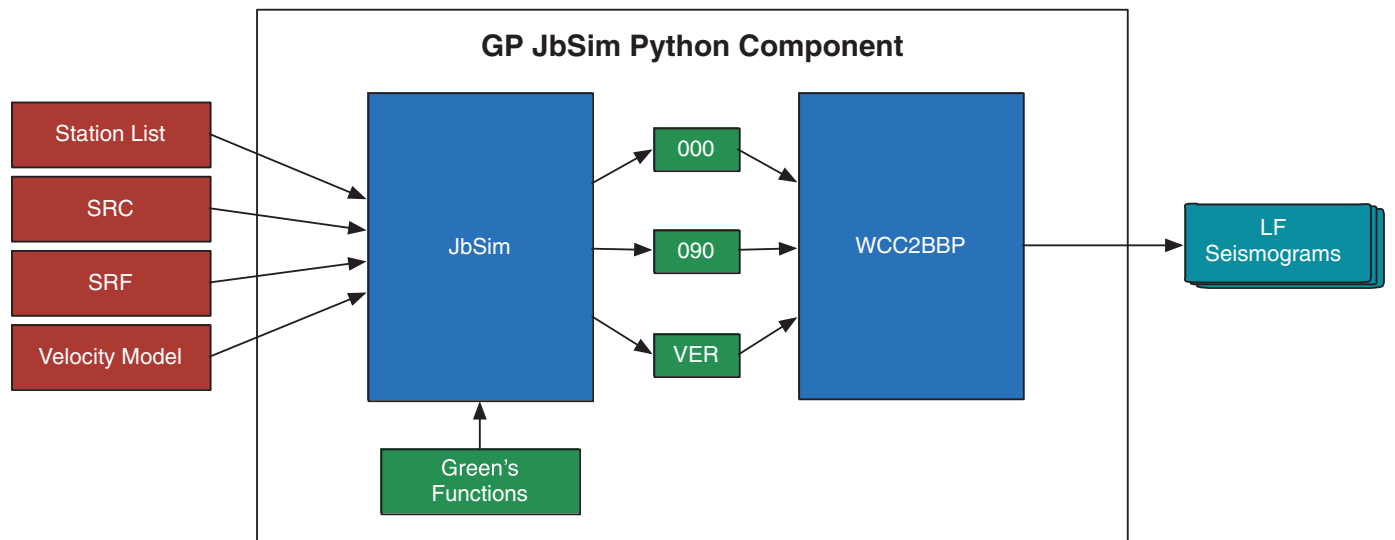 GP JbSim Python Component
Station List
SRC
SRF
Velocity Model
JbSim
Green’s
Functions
000
090
VER
WCC2BBP
LF
Seismograms